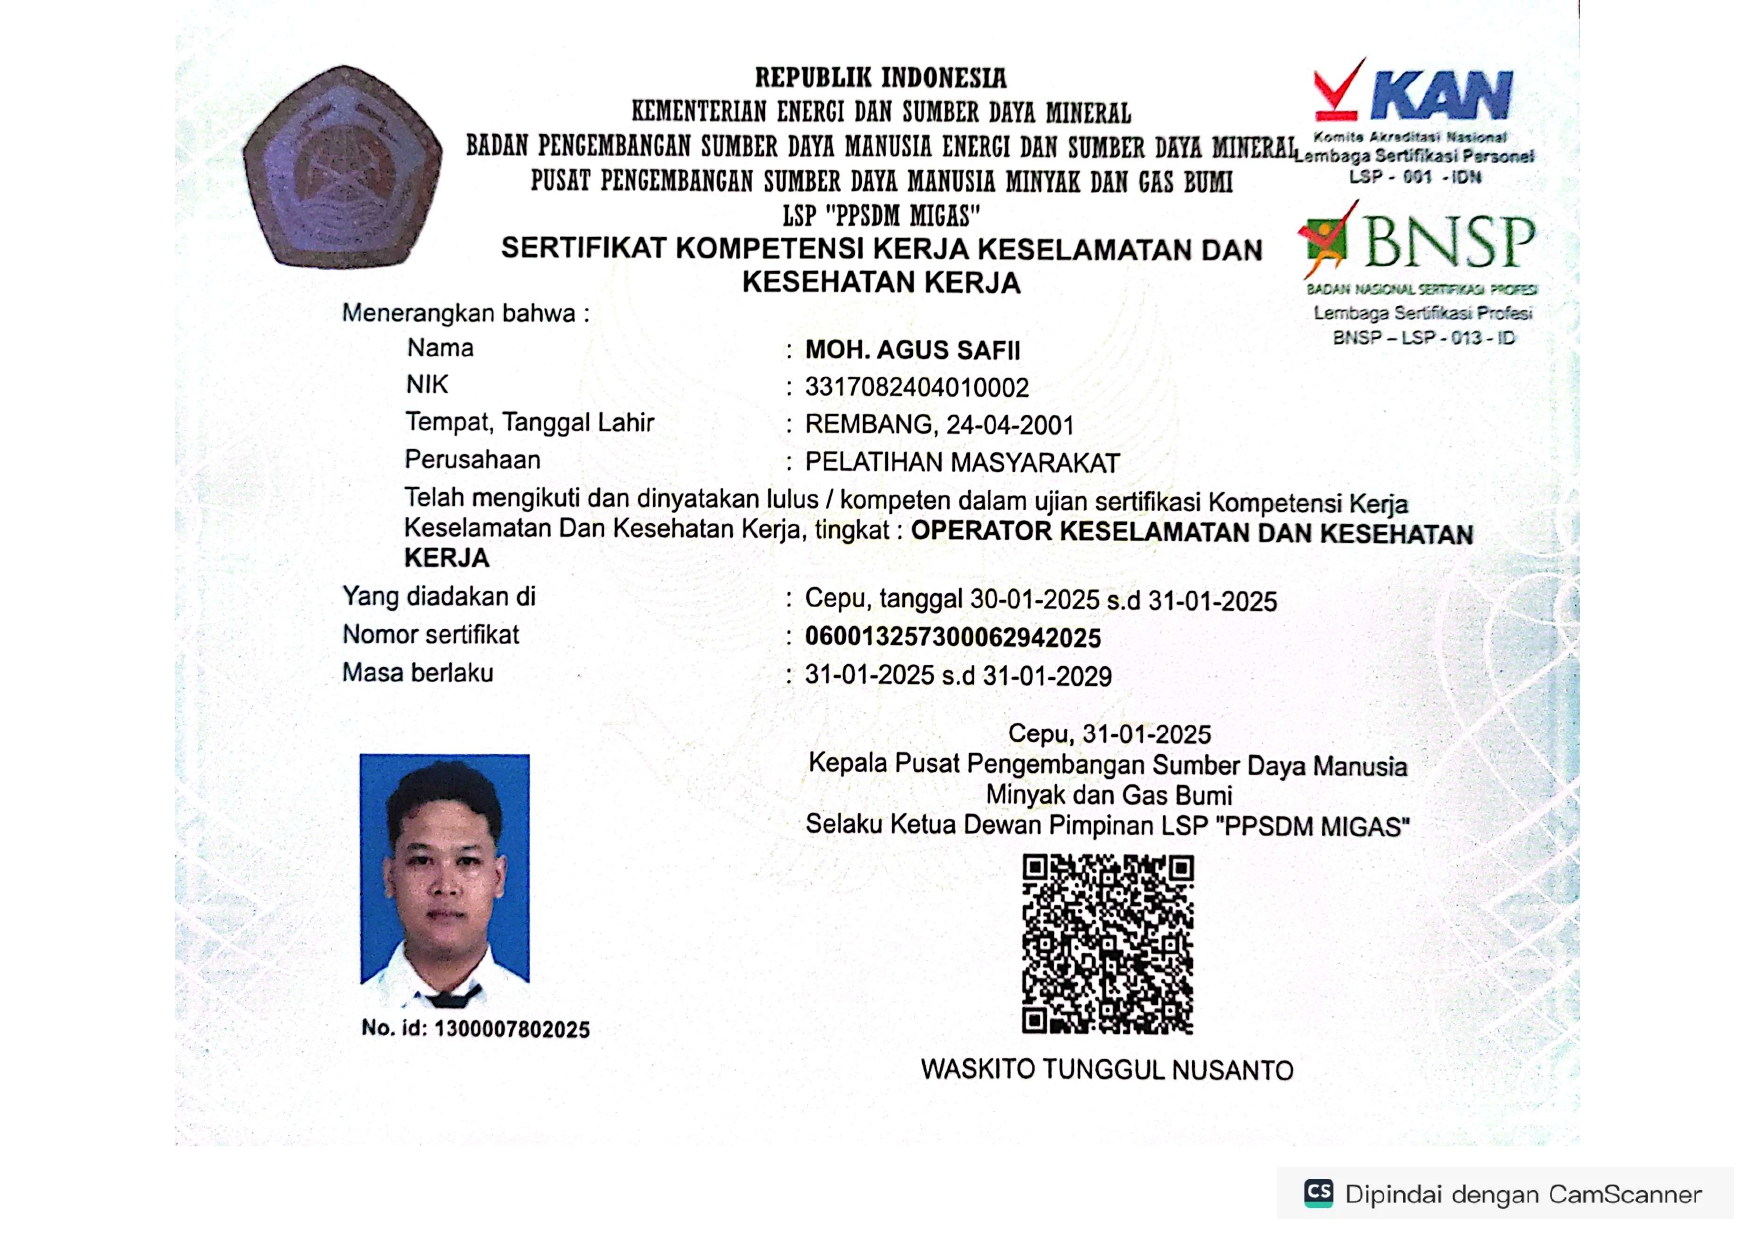 REPUBLIK INDONESIA
KEMENTERIAN ENERGI DAN SUMBER DAYA MINERAL
BADAN PENGEMBANGAN SUMBER DAYA MANUSIA ENERGI DAN SUMBER DAYA MINERAL
PUSAT PENGEMBANGAN SUMBER DAYA MANUSIA MINYAK DAN GAS BUMI
LSP "PPSDM MIGAS"
SERTIFIKAT KOMPETENSI KERJA KESELAMATAN DAN
KESEHATAN KERJA
KAN
Komite Akreditasi Nasional
Lembaga Sertifikasi Personel
LSP - 001 -IDN
BNSP
BADAN NASIONAL SERTIFIKASI PROFESI
Lembaga Sertifikasi Profesi
BNSP – LSP - 013 - ID
Menerangkan bahwa :
Nama : MOH. AGUS SAFII
NIK : 3317082404010002
Tempat, Tanggal Lahir : REMBANG, 24-04-2001
Perusahaan : PELATIHAN MASYARAKAT
Telah mengikuti dan dinyatakan lulus / kompeten dalam ujian sertifikasi Kompetensi Kerja
Keselamatan Dan Kesehatan Kerja, tingkat : OPERATOR KESELAMATAN DAN KESEHATAN
KERJA
Yang diadakan di : Cepu, tanggal 30-01-2025 s.d 31-01-2025
Nomor sertifikat : 060013257300062942025
Masa berlaku : 31-01-2025 s.d 31-01-2029
Cepu, 31-01-2025
Kepala Pusat Pengembangan Sumber Daya Manusia
Minyak dan Gas Bumi
Selaku Ketua Dewan Pimpinan LSP "PPSDM MIGAS"
No. id: 1300007802025
WASKITO TUNGGUL NUSANTO
CS Dipindai dengan CamScanner